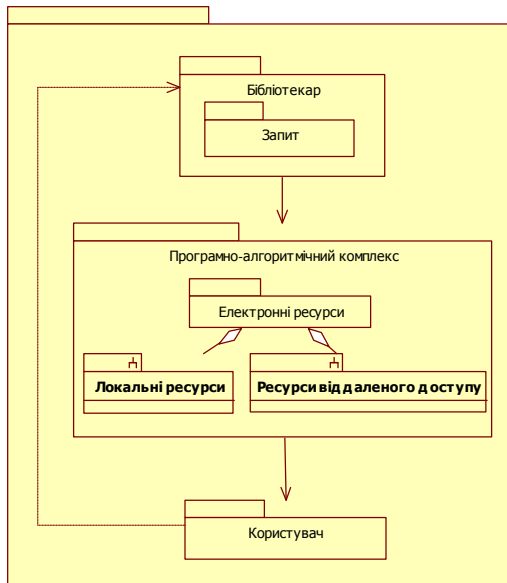 Бібліотекар
Запит
Програмно-алгоритмічний комплекс
Електронні ресурси
Локальні ресурси
Ресурси віддаленого доступу
Користувач